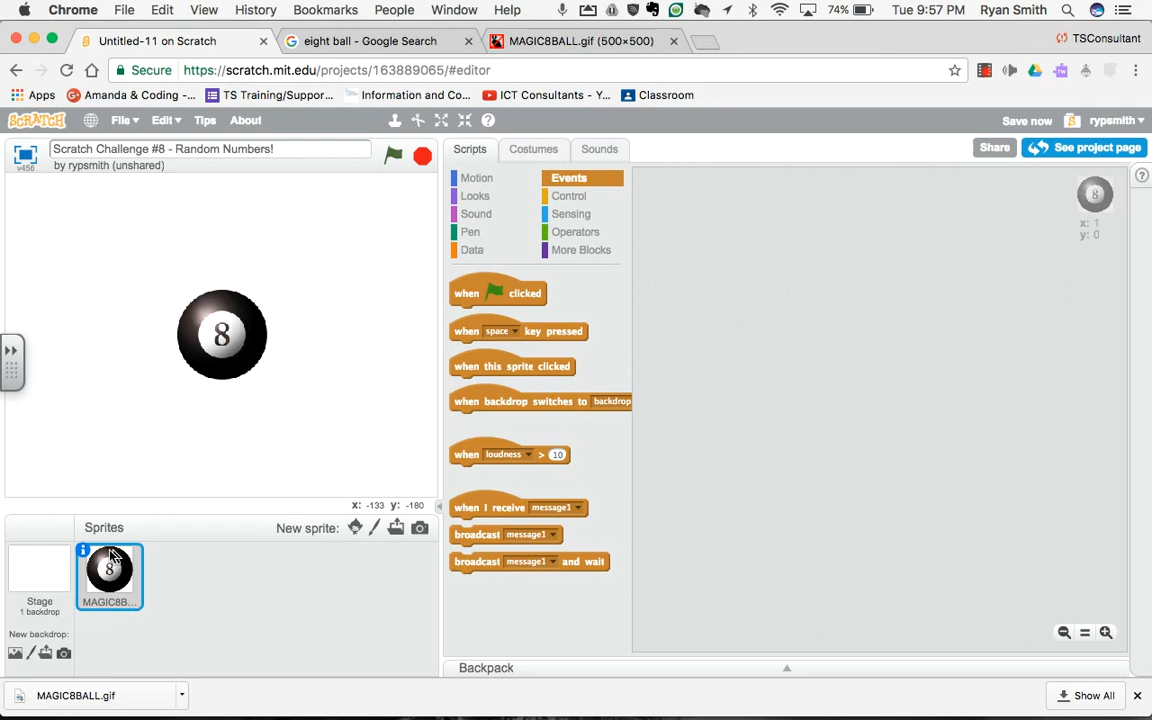 Chrome File Edit View History Bookmarks People Window Help 74% Tue 9:57 PM Ryan Smith
Untitled-11 on Scratch eight ball - Google Search MAGIC8BALL.gif (500×500) TSConsultant
Secure https://scratch.mit.edu/projects/163889065/#editor
Apps Amanda & Coding -... TS Training/Suppor... Information and Co... ICT Consultants - Y... Classroom
SCRATCH File Edit Tips About Save now rypsmith
Scratch Challenge #8 - Random Numbers!
by rypsmith (unshared)
v456
Scripts Costumes Sounds Share See project page
Motion Events
Looks Control
Sound Sensing
Pen Operators
Data More Blocks
8
x: 1
y: 0
when clicked
when space key pressed
when this sprite clicked
when backdrop switches to backdrop
when loudness > 10
when I receive message1
broadcast message1
broadcast message1 and wait
8
x: -133 y: -180
Sprites New sprite:
8
MAGIC8B...
Stage
1 backdrop
New backdrop:
Backpack
MAGIC8BALL.gif Show All